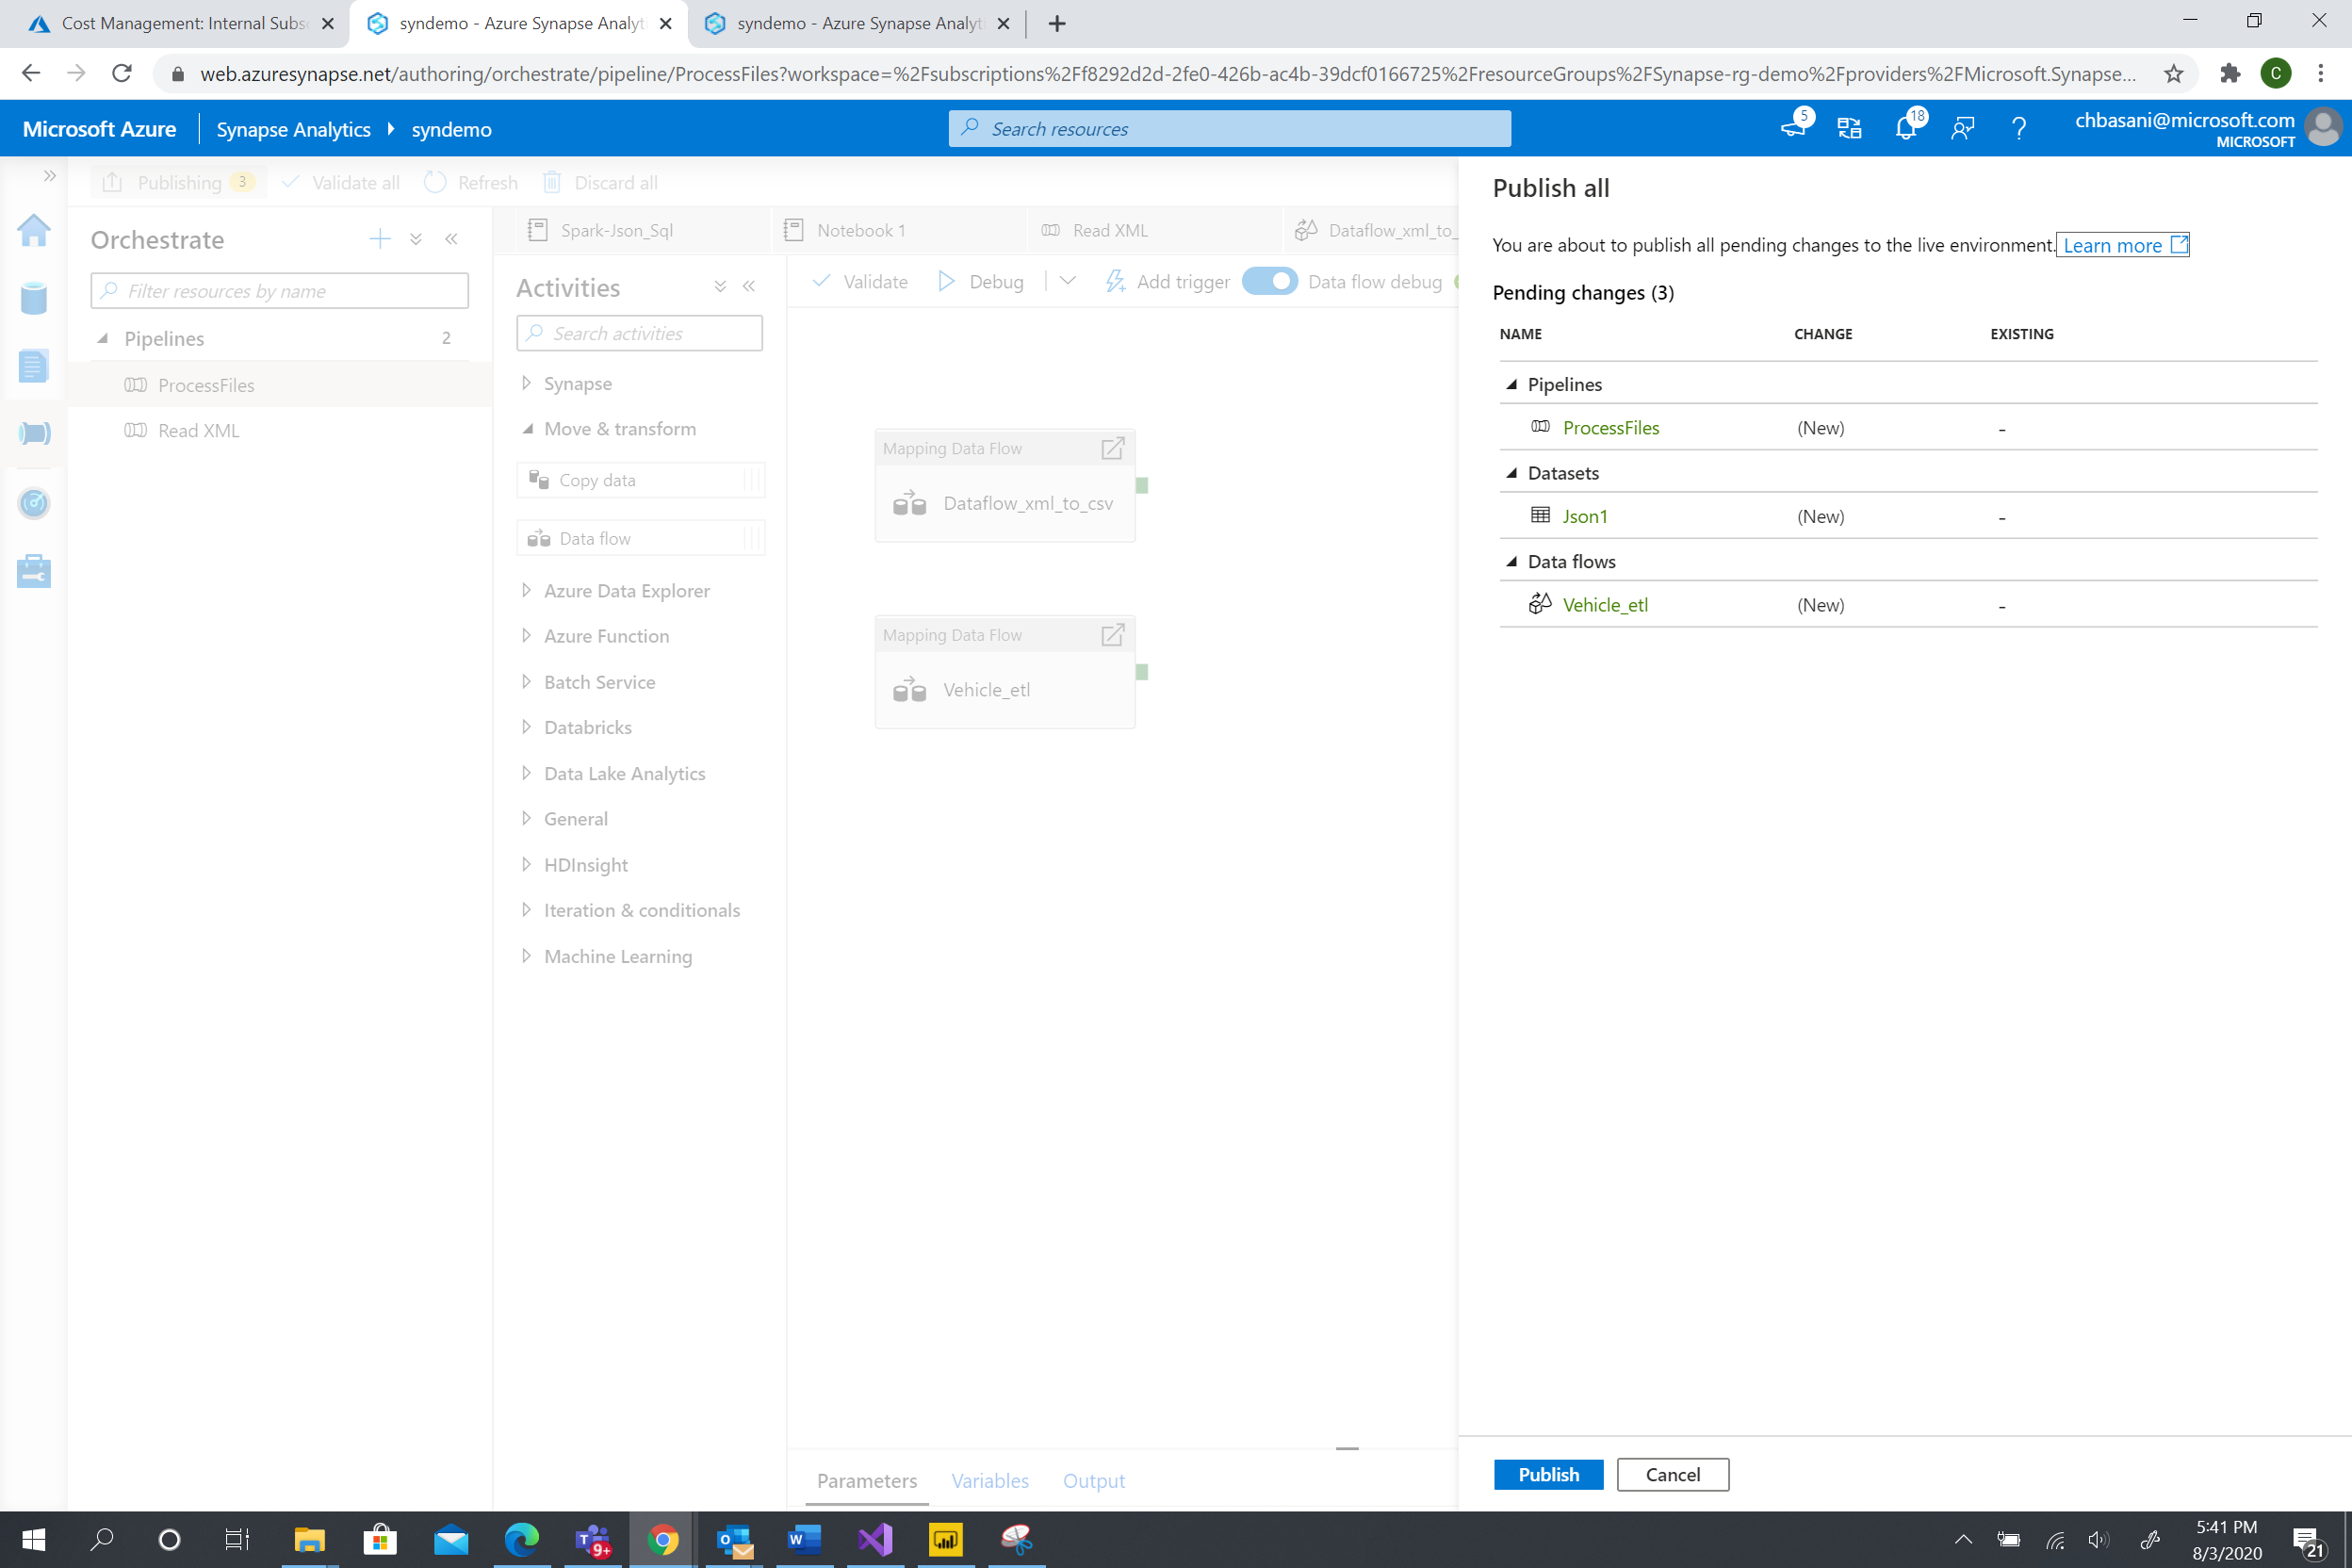 Cost Management: Internal Subs
syndemo - Azure Synapse Analyt
syndemo - Azure Synapse Analyt
web.azuresynapse.net/authoring/orchestrate/pipeline/ProcessFiles?workspace=%2Fsubscriptions%2Ff8292d2d-2fe0-426b-ac4b-39dcf0166725%2FresourceGroups%2FSynapse-rg-demo%2Fproviders%2FMicrosoft.Synapse...
C
Microsoft Azure
Synapse Analytics
syndemo
Search resources
5
18
chbasani@microsoft.com
MICROSOFT
Publishing 3
Validate all
Refresh
Discard all
Orchestrate
Filter resources by name
Pipelines 2
ProcessFiles
Read XML
Spark-Json_Sql
Notebook 1
Read XML
Dataflow_xml_to_
Activities
Search activities
Synapse
Move & transform
Copy data
Data flow
Azure Data Explorer
Azure Function
Batch Service
Databricks
Data Lake Analytics
General
HDInsight
Iteration & conditionals
Machine Learning
Validate
Debug
Add trigger
Data flow debug
Mapping Data Flow
Dataflow_xml_to_csv
Mapping Data Flow
Vehicle_etl
Parameters
Variables
Output
Publish all
You are about to publish all pending changes to the live environment. Learn more
Pending changes (3)
NAME CHANGE EXISTING
Pipelines
ProcessFiles (New) -
Datasets
Json1 (New) -
Data flows
Vehicle_etl (New) -
Publish
Cancel
9+
5:41 PM
8/3/2020
21